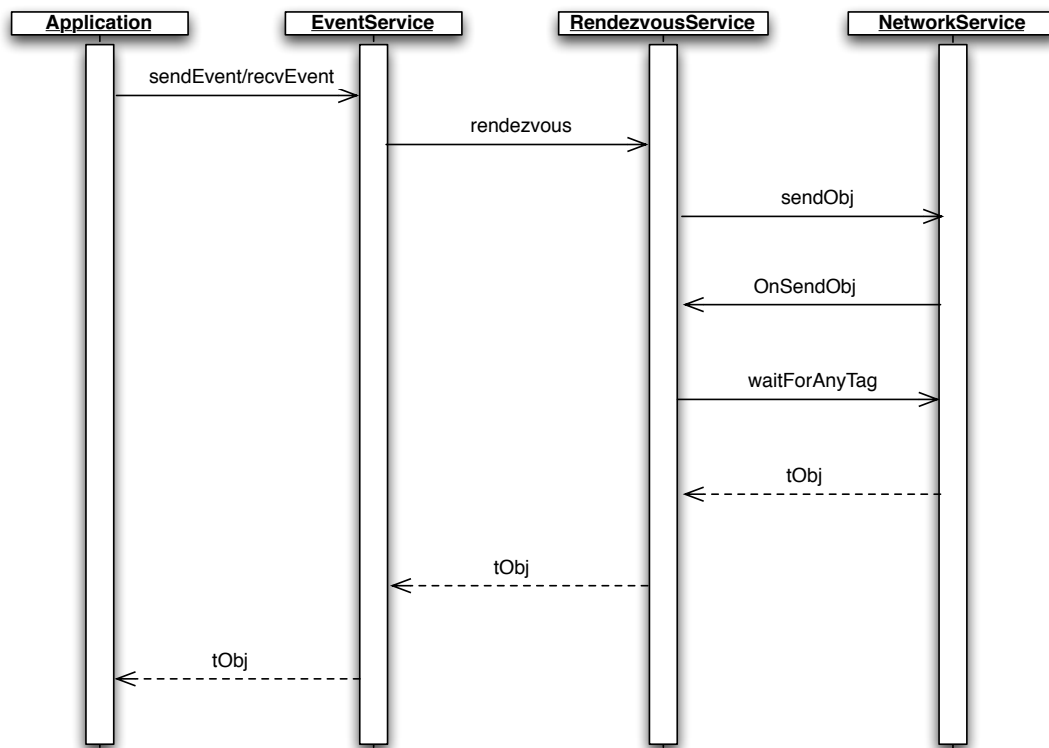 Application
EventService
RendezvousService
NetworkService
sendEvent/recvEvent
rendezvous
sendObj
OnSendObj
waitForAnyTag
tObj
tObj
tObj